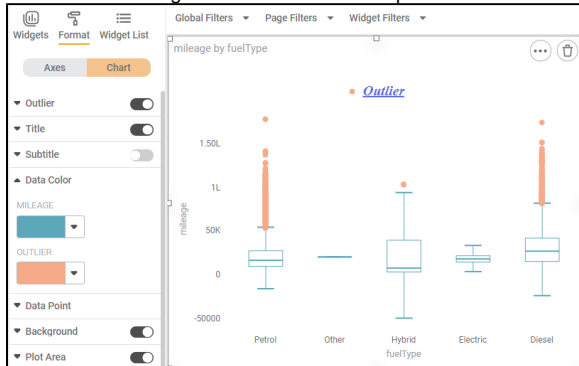 Widgets Format Widget List
Global Filters Page Filters Widget Filters
Axes Chart
Outlier
Title
Subtitle
Data Color
MILEAGE
OUTLIER
Data Point
Background
Plot Area
mileage by fuelType
Outlier
1.50L
1L
50K
0
-50000
mileage
Petrol Other Hybrid Electric Diesel
fuelType